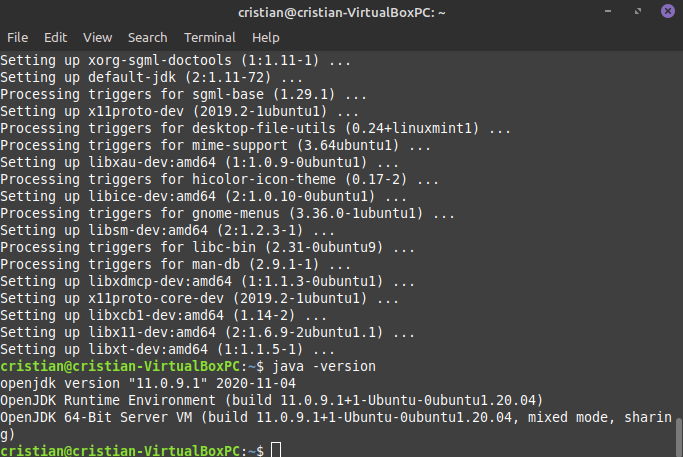 cristian@cristian-VirtualBoxPC: ~
File Edit View Search Terminal Help
Setting up xorg-sgml-doctools (1:1.11-1) ...
Setting up default-jdk (2:1.11-72) ...
Processing triggers for sgml-base (1.29.1) ...
Setting up x11proto-dev (2019.2-1ubuntu1) ...
Processing triggers for desktop-file-utils (0.24+linuxmint1) ...
Processing triggers for mime-support (3.64ubuntu1) ...
Setting up libxau-dev:amd64 (1:1.0.9-0ubuntu1) ...
Processing triggers for hicolor-icon-theme (0.17-2) ...
Setting up libice-dev:amd64 (2:1.0.10-0ubuntu1) ...
Processing triggers for gnome-menus (3.36.0-1ubuntu1) ...
Setting up libsm-dev:amd64 (2:1.2.3-1) ...
Processing triggers for libc-bin (2.31-0ubuntu9) ...
Processing triggers for man-db (2.9.1-1) ...
Setting up libxdmcp-dev:amd64 (1:1.1.3-0ubuntu1) ...
Setting up x11proto-core-dev (2019.2-1ubuntu1) ...
Setting up libxcb1-dev:amd64 (1.14-2) ...
Setting up libx11-dev:amd64 (2:1.6.9-2ubuntu1.1) ...
Setting up libxt-dev:amd64 (1:1.1.5-1) ...
cristian@cristian-VirtualBoxPC:~$ java -version
openjdk version "11.0.9.1" 2020-11-04
OpenJDK Runtime Environment (build 11.0.9.1+1-Ubuntu-0ubuntu1.20.04)
OpenJDK 64-Bit Server VM (build 11.0.9.1+1-Ubuntu-0ubuntu1.20.04, mixed mode, sharin
g)
cristian@cristian-VirtualBoxPC:~$